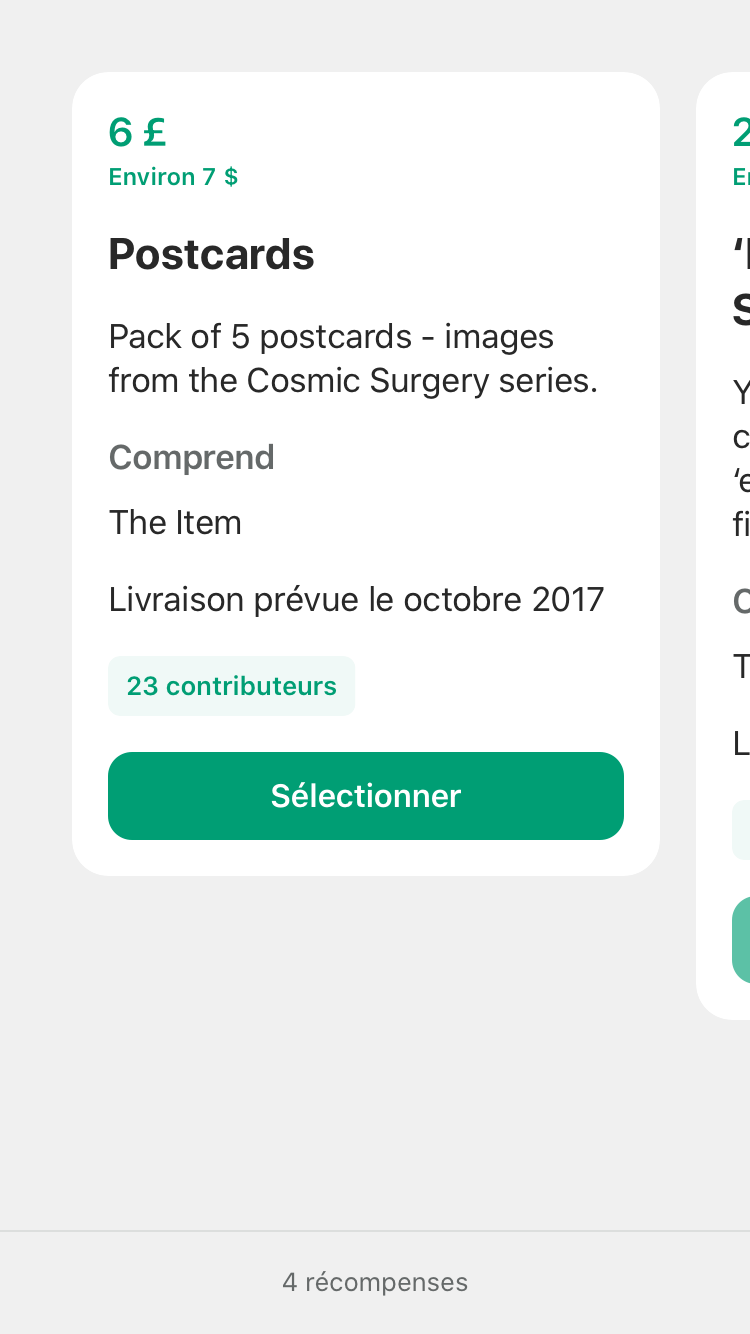 6 £
Environ 7 $
Postcards
Pack of 5 postcards - images
from the Cosmic Surgery series.
Comprend
The Item
Livraison prévue le octobre 2017
23 contributeurs
Sélectionner
4 récompenses